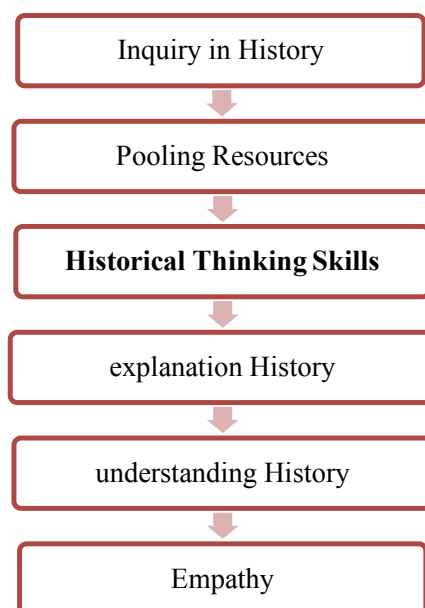 Inquiry in History
Pooling Resources
Historical Thinking Skills
explanation History
understanding History
Empathy